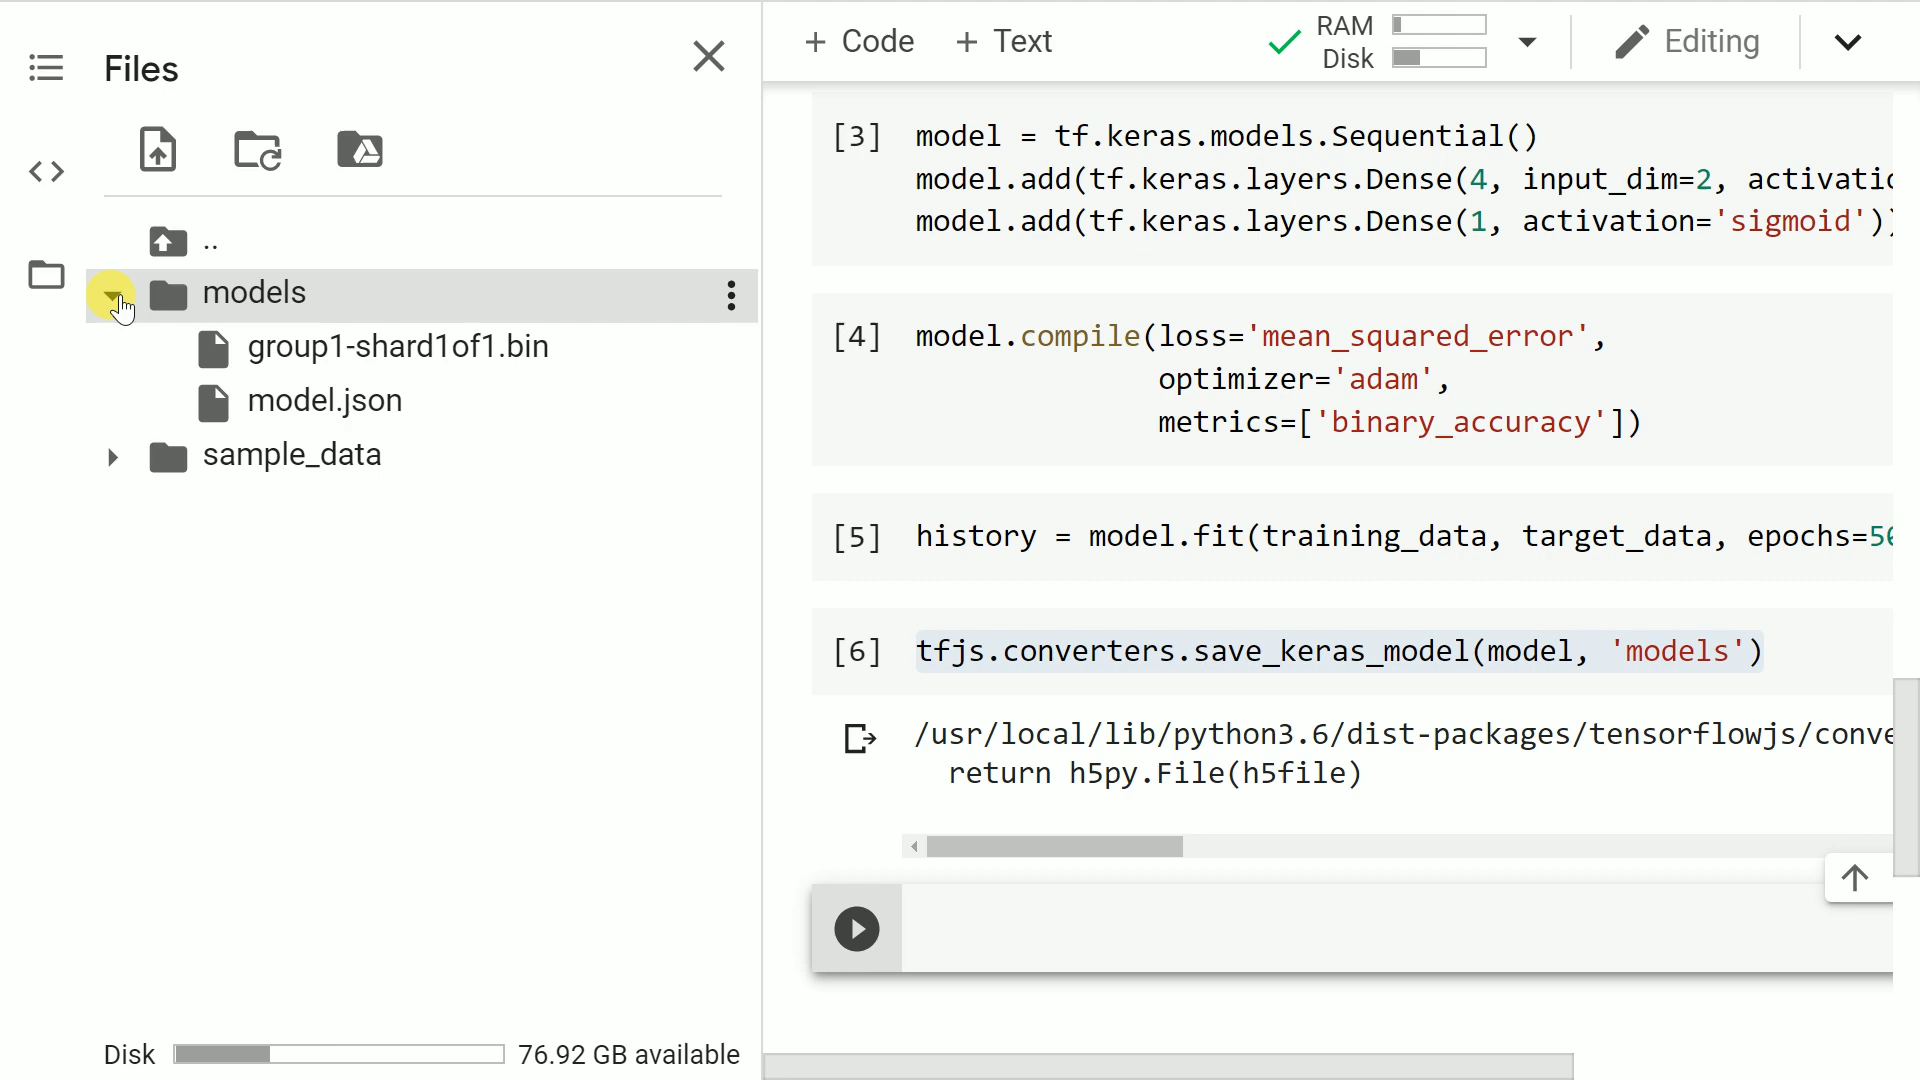 Files
..
models
group1-shard1of1.bin
model.json
sample_data
Disk 76.92 GB available
+ Code + Text
RAM
Disk
Editing
[3] model = tf.keras.models.Sequential()
model.add(tf.keras.layers.Dense(4, input_dim=2,
model.add(tf.keras.layers.Dense(1, activation='sigmoid'))
[4] model.compile(loss='mean_squared_error',
optimizer='adam',
metrics=['binary_accuracy'])
[5] history = model.fit(training_data, target_data,
[6] tfjs.converters.save_keras_model(model, 'models')
/usr/local/lib/python3.6/dist-packages/tensorflowjs/conve
return h5py.File(h5file)